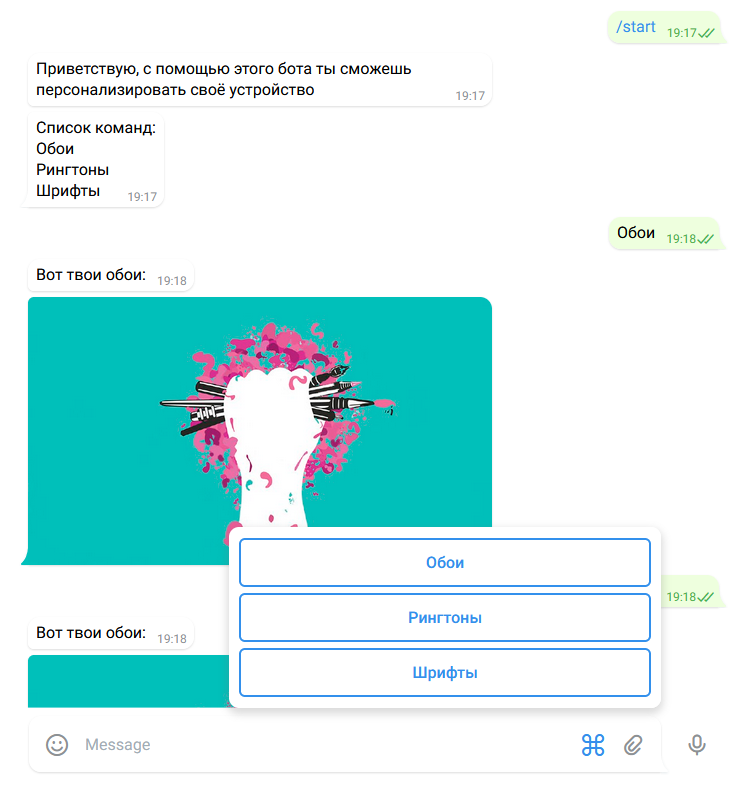 /start 19:17
Приветствую, с помощью этого бота ты сможешь
персонализировать своё устройство
19:17
Список команд:
Обои
Рингтоны
Шрифты 19:17
Обои 19:18
Вот твои обои: 19:18
Обои
19:18
Рингтоны
Вот твои обои: 19:18
Шрифты
Message